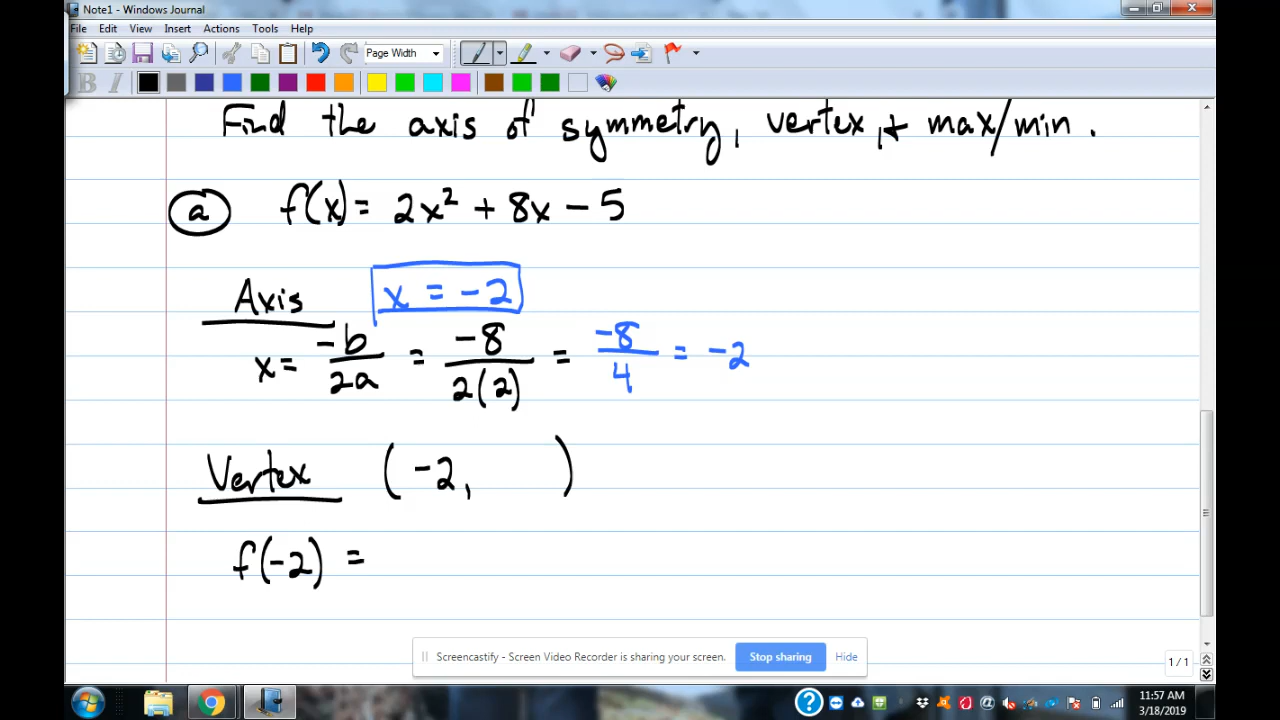 Note1 - Windows Journal
File Edit View Insert Actions Tools Help
Page Width
B I
Find the axis of symmetry, vertex, + max/min.
a f(x) = 2x² + 8x - 5
Axis x = -2
x = -b/2a = -8/2(2) = -8/4 = -2
Vertex (-2, )
f(-2) =
Screencastify - Screen Video Recorder is sharing your screen. Stop sharing Hide
1 / 1
11:57 AM
3/18/2019